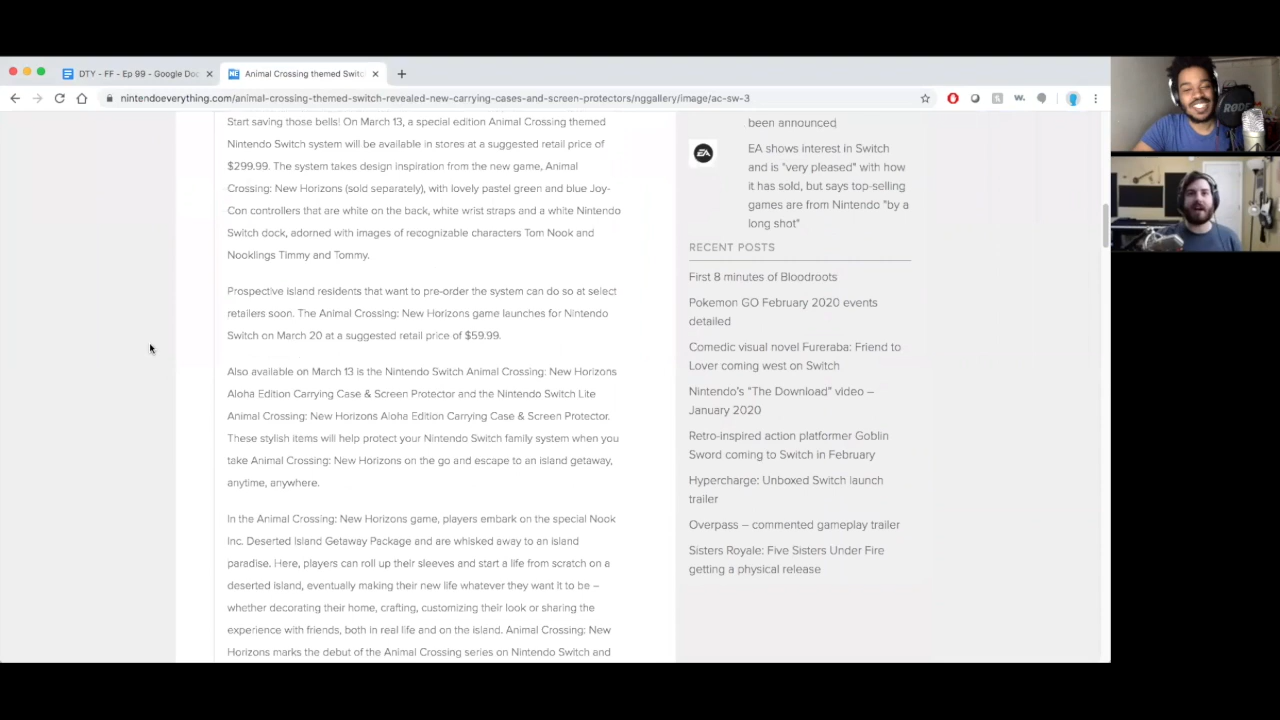 DTY - FF - Ep 99 - Google Doc
Animal Crossing themed Switc
nintendoeverything.com/animal-crossing-themed-switch-revealed-new-carrying-cases-and-screen-protectors/nggallery/image/ac-sw-3
Start saving those bells! On March 13, a special edition Animal Crossing themed
Nintendo Switch system will be available in stores at a suggested retail price of
$299.99. The system takes design inspiration from the new game, Animal
Crossing: New Horizons (sold separately), with lovely pastel green and blue Joy-
Con controllers that are white on the back, white wrist straps and a white Nintendo
Switch dock, adorned with images of recognizable characters Tom Nook and
Nooklings Timmy and Tommy.
Prospective island residents that want to pre-order the system can do so at select
retailers soon. The Animal Crossing: New Horizons game launches for Nintendo
Switch on March 20 at a suggested retail price of $59.99.
Also available on March 13 is the Nintendo Switch Animal Crossing: New Horizons
Aloha Edition Carrying Case & Screen Protector and the Nintendo Switch Lite
Animal Crossing: New Horizons Aloha Edition Carrying Case & Screen Protector.
These stylish items will help protect your Nintendo Switch family system when you
take Animal Crossing: New Horizons on the go and escape to an island getaway,
anytime, anywhere.
In the Animal Crossing: New Horizons game, players embark on the special Nook
Inc. Deserted Island Getaway Package and are whisked away to an island
paradise. Here, players can roll up their sleeves and start a life from scratch on a
deserted island, eventually making their new life whatever they want it to be –
whether decorating their home, crafting, customizing their look or sharing the
experience with friends, both in real life and on the island. Animal Crossing: New
Horizons marks the debut of the Animal Crossing series on Nintendo Switch and
been announced
EA
EA shows interest in Switch
and is "very pleased" with how
it has sold, but says top-selling
games are from Nintendo "by a
long shot"
RECENT POSTS
First 8 minutes of Bloodroots
Pokemon GO February 2020 events
detailed
Comedic visual novel Fureraba: Friend to
Lover coming west on Switch
Nintendo's "The Download" video –
January 2020
Retro-inspired action platformer Goblin
Sword coming to Switch in February
Hypercharge: Unboxed Switch launch
trailer
Overpass – commented gameplay trailer
Sisters Royale: Five Sisters Under Fire
getting a physical release
RODE